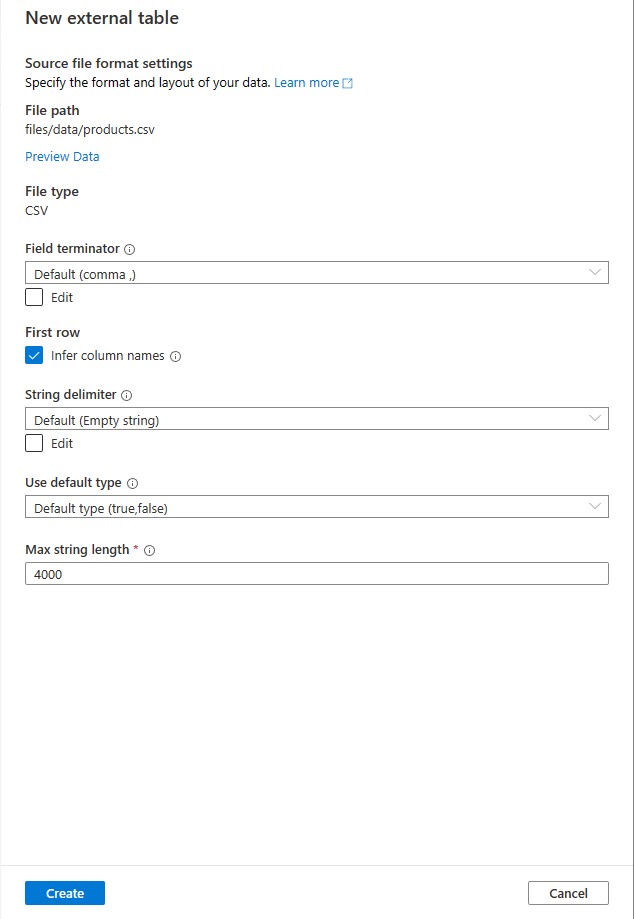 New external table
Source file format settings
Specify the format and layout of your data. Learn more
File path
files/data/products.csv
Preview Data
File type
CSV
Field terminator
Default (comma ,)
Edit
First row
Infer column names
String delimiter
Default (Empty string)
Edit
Use default type
Default type (true,false)
Max string length *
4000
Create Cancel